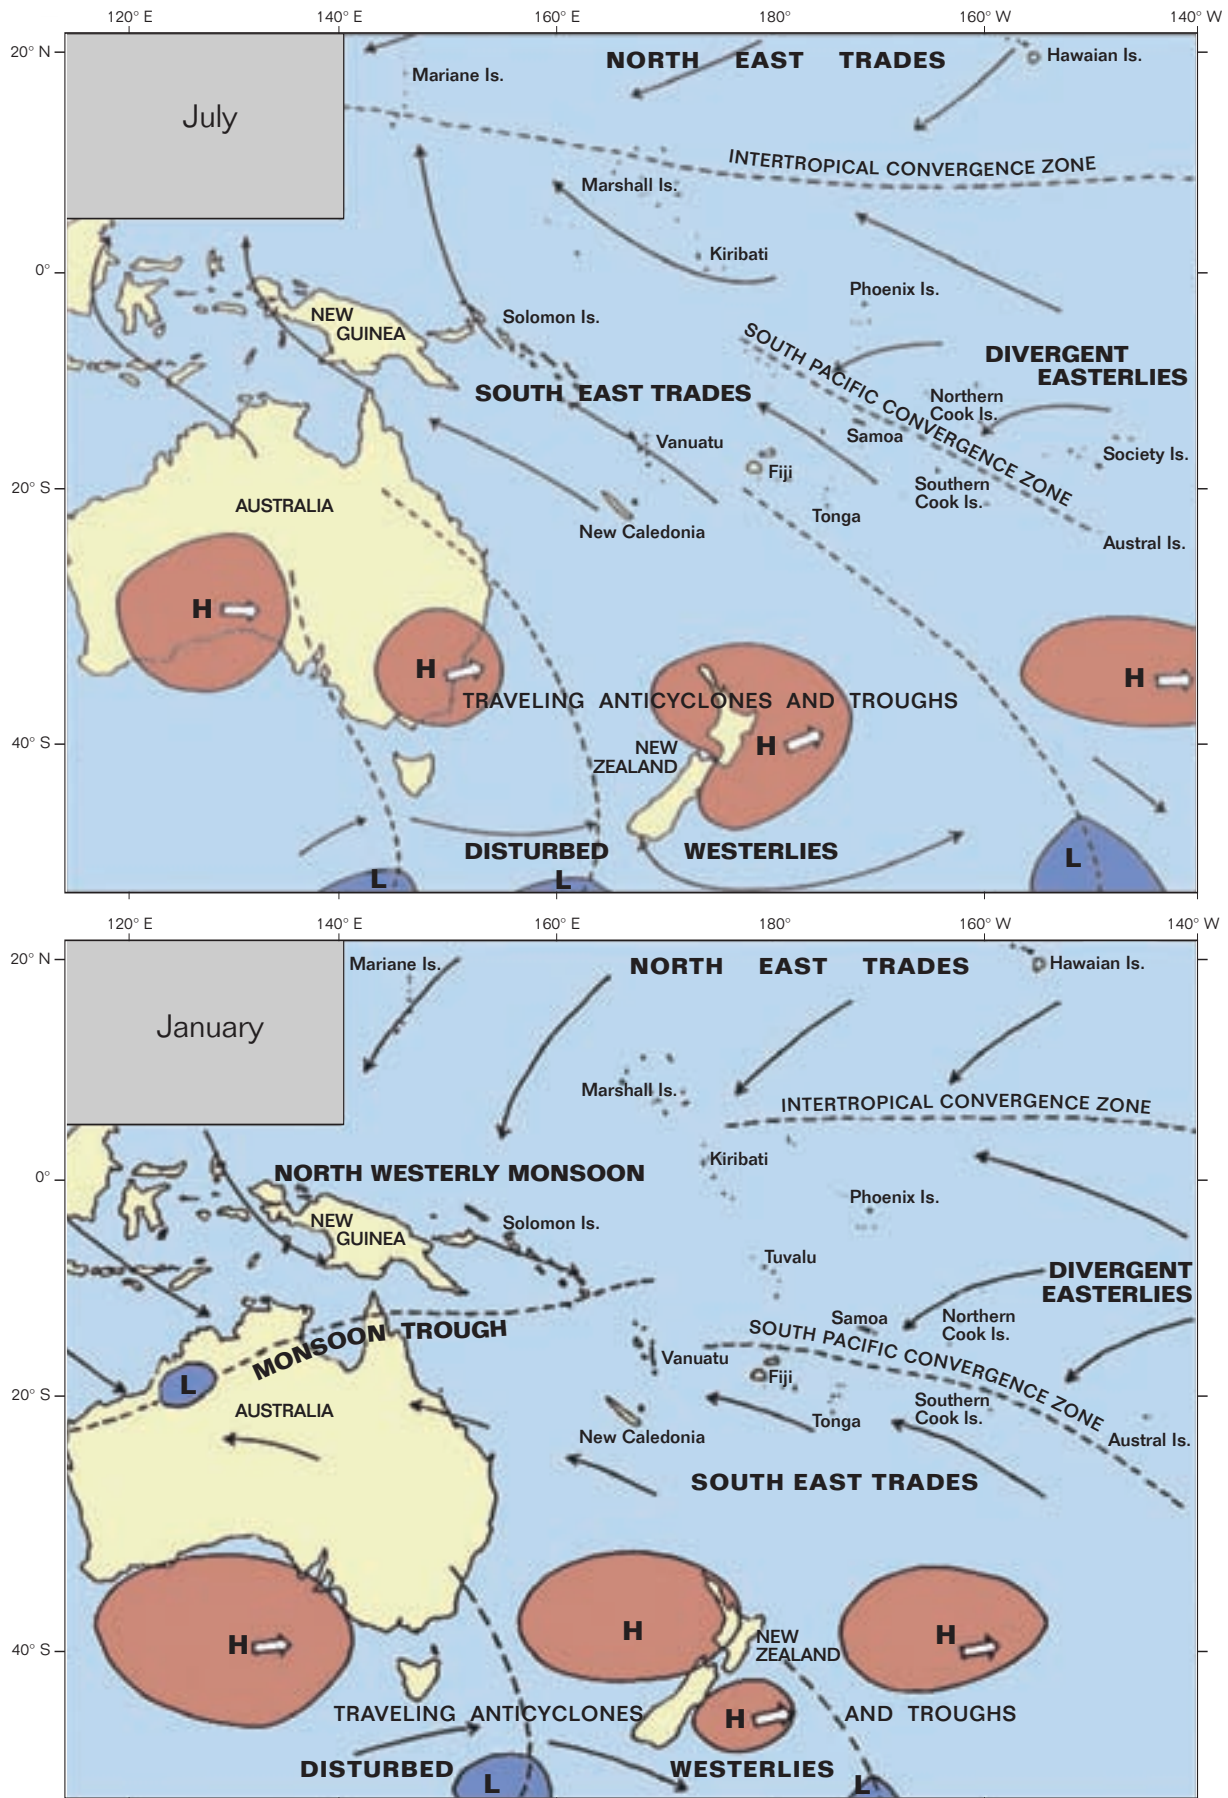 120° E 140° E 160° E 180° 160° W 140° W
20° N
NORTH EAST TRADES
Hawaian Is.
Mariane Is.
July
INTERTROPICAL CONVERGENCE ZONE
Marshall Is.
Kiribati
0°
Phoenix Is.
NEW
GUINEA
Solomon Is.
SOUTH PACIFIC CONVERGENCE ZONE
DIVERGENT
EASTERLIES
SOUTH EAST TRADES
Northern
Cook Is.
Samoa
Vanuatu
Society Is.
Fiji
20° S
Southern
Cook Is.
AUSTRALIA
Tonga
New Caledonia
Austral Is.
H
H
H
TRAVELING ANTICYCLONES AND TROUGHS
40° S
NEW
ZEALAND
H
DISTURBED WESTERLIES
L
L
L
120° E 140° E 160° E 180° 160° W 140° W
20° N
Mariane Is.
NORTH EAST TRADES
Hawaian Is.
January
Marshall Is.
INTERTROPICAL CONVERGENCE ZONE
Kiribati
0°
NORTH WESTERLY MONSOON
Phoenix Is.
NEW
GUINEA
Solomon Is.
Tuvalu
DIVERGENT
EASTERLIES
Samoa
Northern
Cook Is.
MONSOON TROUGH
SOUTH PACIFIC CONVERGENCE ZONE
Vanuatu
Fiji
L
20° S
AUSTRALIA
Southern
Cook Is.
Tonga
New Caledonia
Austral Is.
SOUTH EAST TRADES
H
H
H
40° S
NEW
ZEALAND
TRAVELING ANTICYCLONES AND TROUGHS
H
DISTURBED WESTERLIES
L
L